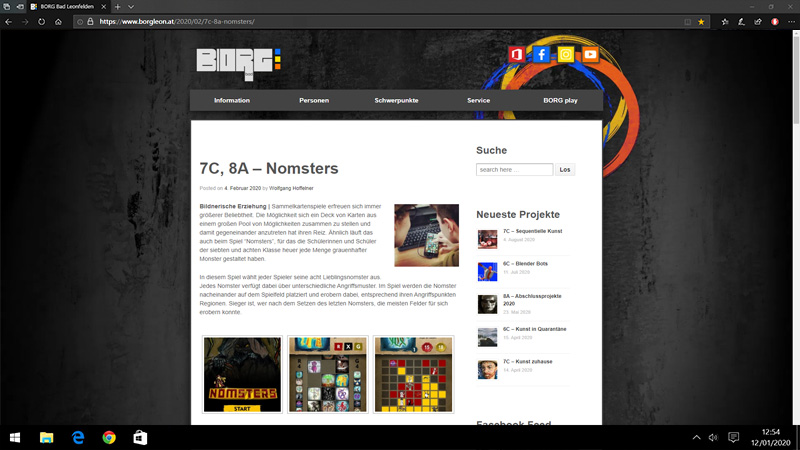 BORG Bad Leonfelden
https://www.borgleon.at/2020/02/7c-8a-nomsters/
BORG
Information Personen Schwerpunkte Service BORG play
7C, 8A – Nomsters
Posted on 4. Februar 2020 by Wolfgang Hoffelner
Bildnerische Erziehung | Sammelkartenspiele erfreuen sich immer
größerer Beliebtheit. Die Möglichkeit sich ein Deck von Karten aus
einem großen Pool von Möglichkeiten zusammen zu stellen und
damit gegeneinander anzutreten hat ihren Reiz. Ähnlich läuft das
auch beim Spiel "Nomsters", für das die Schülerinnen und Schüler
der siebten und achten Klasse heuer jede Menge grauenhafter
Monster gestaltet haben.
In diesem Spiel wählt jeder Spieler seine acht Lieblingsnomster aus.
Jedes Nomster verfügt dabei über unterschiedliche Angriffsmuster. Im Spiel werden die Nomster
nacheinander auf dem Spielfeld platziert und erobern dabei, entsprechend ihren Angriffspunkten
Regionen. Sieger ist, wer nach dem Setzen des letzten Nomsters, die meisten Felder für sich
erobern konnte.
NOMSTERS
START
R X G
Suche
search here …
Los
Neueste Projekte
7C – Sequentielle Kunst
4. August 2020
6C – Blender Bots
11. Juli 2020
8A – Abschlussprojekte
2020
23. Mai 2020
6C – Kunst in Quarantäne
10. April 2020
7C – Kunst zuhause
14. April 2020
Facebook Feed
12:54
12/01/2020